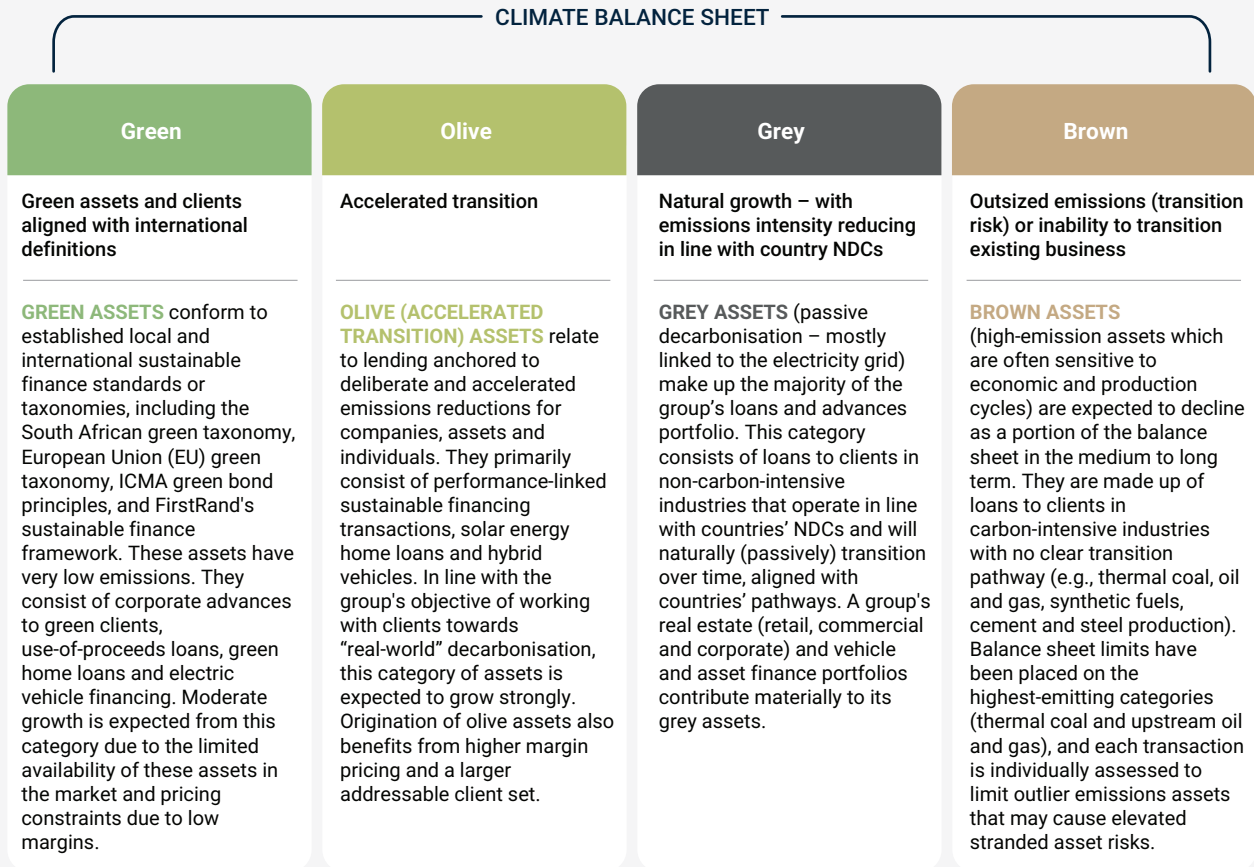 CLIMATE BALANCE SHEET
Green
Green assets and clients
aligned with international
definitions
GREEN ASSETS conform to
established local and
international sustainable
finance standards or
taxonomies, including the
South African green taxonomy,
European Union (EU) green
taxonomy, ICMA green bond
principles, and FirstRand's
sustainable finance
framework. These assets have
very low emissions. They
consist of corporate advances
to green clients,
use-of-proceeds loans, green
home loans and electric
vehicle financing. Moderate
growth is expected from this
category due to the limited
availability of these assets in
the market and pricing
constraints due to low
margins.
Olive
Accelerated transition
OLIVE (ACCELERATED
TRANSITION) ASSETS relate
to lending anchored to
deliberate and accelerated
emissions reductions for
companies, assets and
individuals. They primarily
consist of performance-linked
sustainable financing
transactions, solar energy
home loans and hybrid
vehicles. In line with the
group's objective of working
with clients towards
“real-world” decarbonisation,
this category of assets is
expected to grow strongly.
Origination of olive assets also
benefits from higher margin
pricing and a larger
addressable client set.
Grey
Natural growth – with
emissions intensity reducing
in line with country NDCs
GREY ASSETS (passive
decarbonisation – mostly
linked to the electricity grid)
make up the majority of the
group’s loans and advances
portfolio. This category
consists of loans to clients in
non-carbon-intensive
industries that operate in line
with countries’ NDCs and will
naturally (passively) transition
over time, aligned with
countries’ pathways. A group's
real estate (retail, commercial
and corporate) and vehicle
and asset finance portfolios
contribute materially to its
grey assets.
Brown
Outsized emissions (transition
risk) or inability to transition
existing business
BROWN ASSETS
(high-emission assets which
are often sensitive to
economic and production
cycles) are expected to decline
as a portion of the balance
sheet in the medium to long
term. They are made up of
loans to clients in
carbon-intensive industries
with no clear transition
pathway (e.g., thermal coal, oil
and gas, synthetic fuels,
cement and steel production).
Balance sheet limits have
been placed on the
highest-emitting categories
(thermal coal and upstream oil
and gas), and each transaction
is individually assessed to
limit outlier emissions assets
that may cause elevated
stranded asset risks.